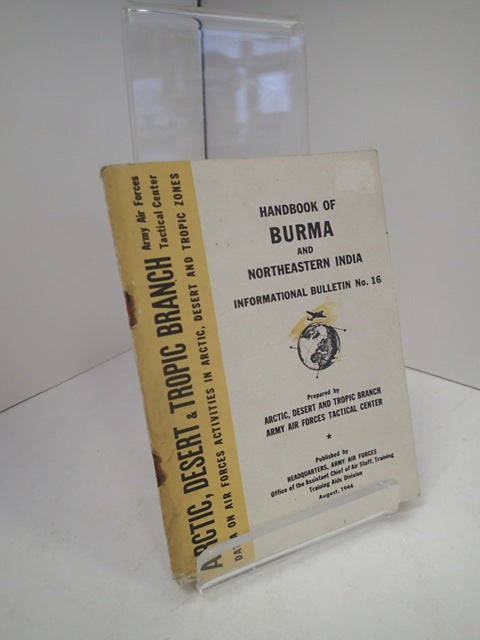 Army Air Forces
Tactical Center
ARCTIC, DESERT & TROPIC BRANCH
DATA ON AIR FORCES ACTIVITIES IN ARCTIC, DESERT AND TROPIC ZONES
HANDBOOK OF
BURMA
AND
NORTHEASTERN INDIA
INFORMATIONAL BULLETIN No. 16
Prepared by
ARCTIC, DESERT AND TROPIC BRANCH
ARMY AIR FORCES TACTICAL CENTER
Published by
HEADQUARTERS, ARMY AIR FORCES
Office of the Assistant Chief of Air Staff, Training
Training Aids Division
August, 1944